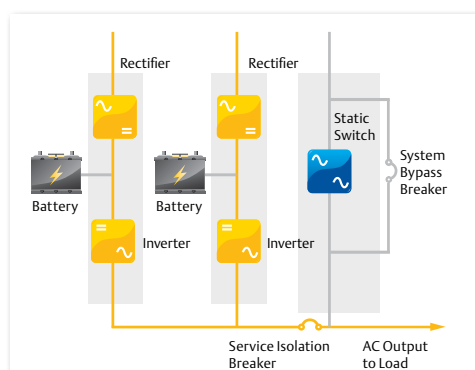 Rectifier
Rectifier
Static
Switch
System
Bypass
Breaker
Battery
Battery
Inverter
Inverter
Service Isolation
Breaker
AC Output
to Load